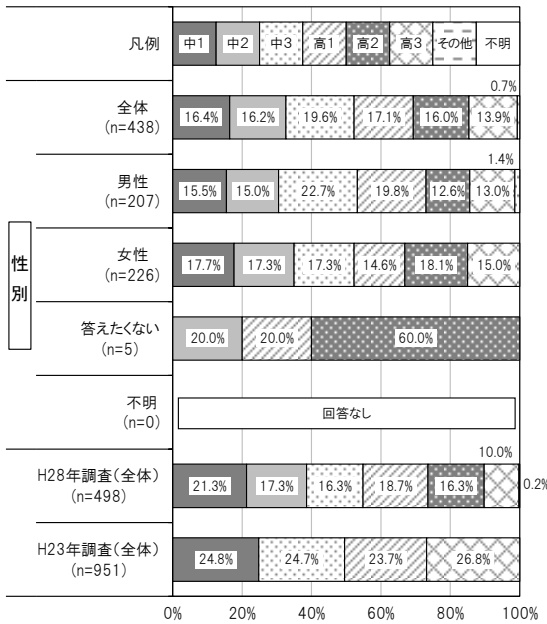 凡例 中1 中2 中3 高1 高2 高3 その他 不明
0.7%
全体
(n=438)
16.4% 16.2% 19.6% 17.1% 16.0% 13.9%
1.4%
男性
(n=207)
15.5% 15.0% 22.7% 19.8% 12.6% 13.0%
性別
女性
(n=226)
17.7% 17.3% 17.3% 14.6% 18.1% 15.0%
答えたくない
(n=5)
20.0% 20.0% 60.0%
不明
(n=0)
回答なし
10.0%
H28年調査(全体)
(n=498)
21.3% 17.3% 16.3% 18.7% 16.3% 0.2%
H23年調査(全体)
(n=951)
24.8% 24.7% 23.7% 26.8%
0% 20% 40% 60% 80% 100%